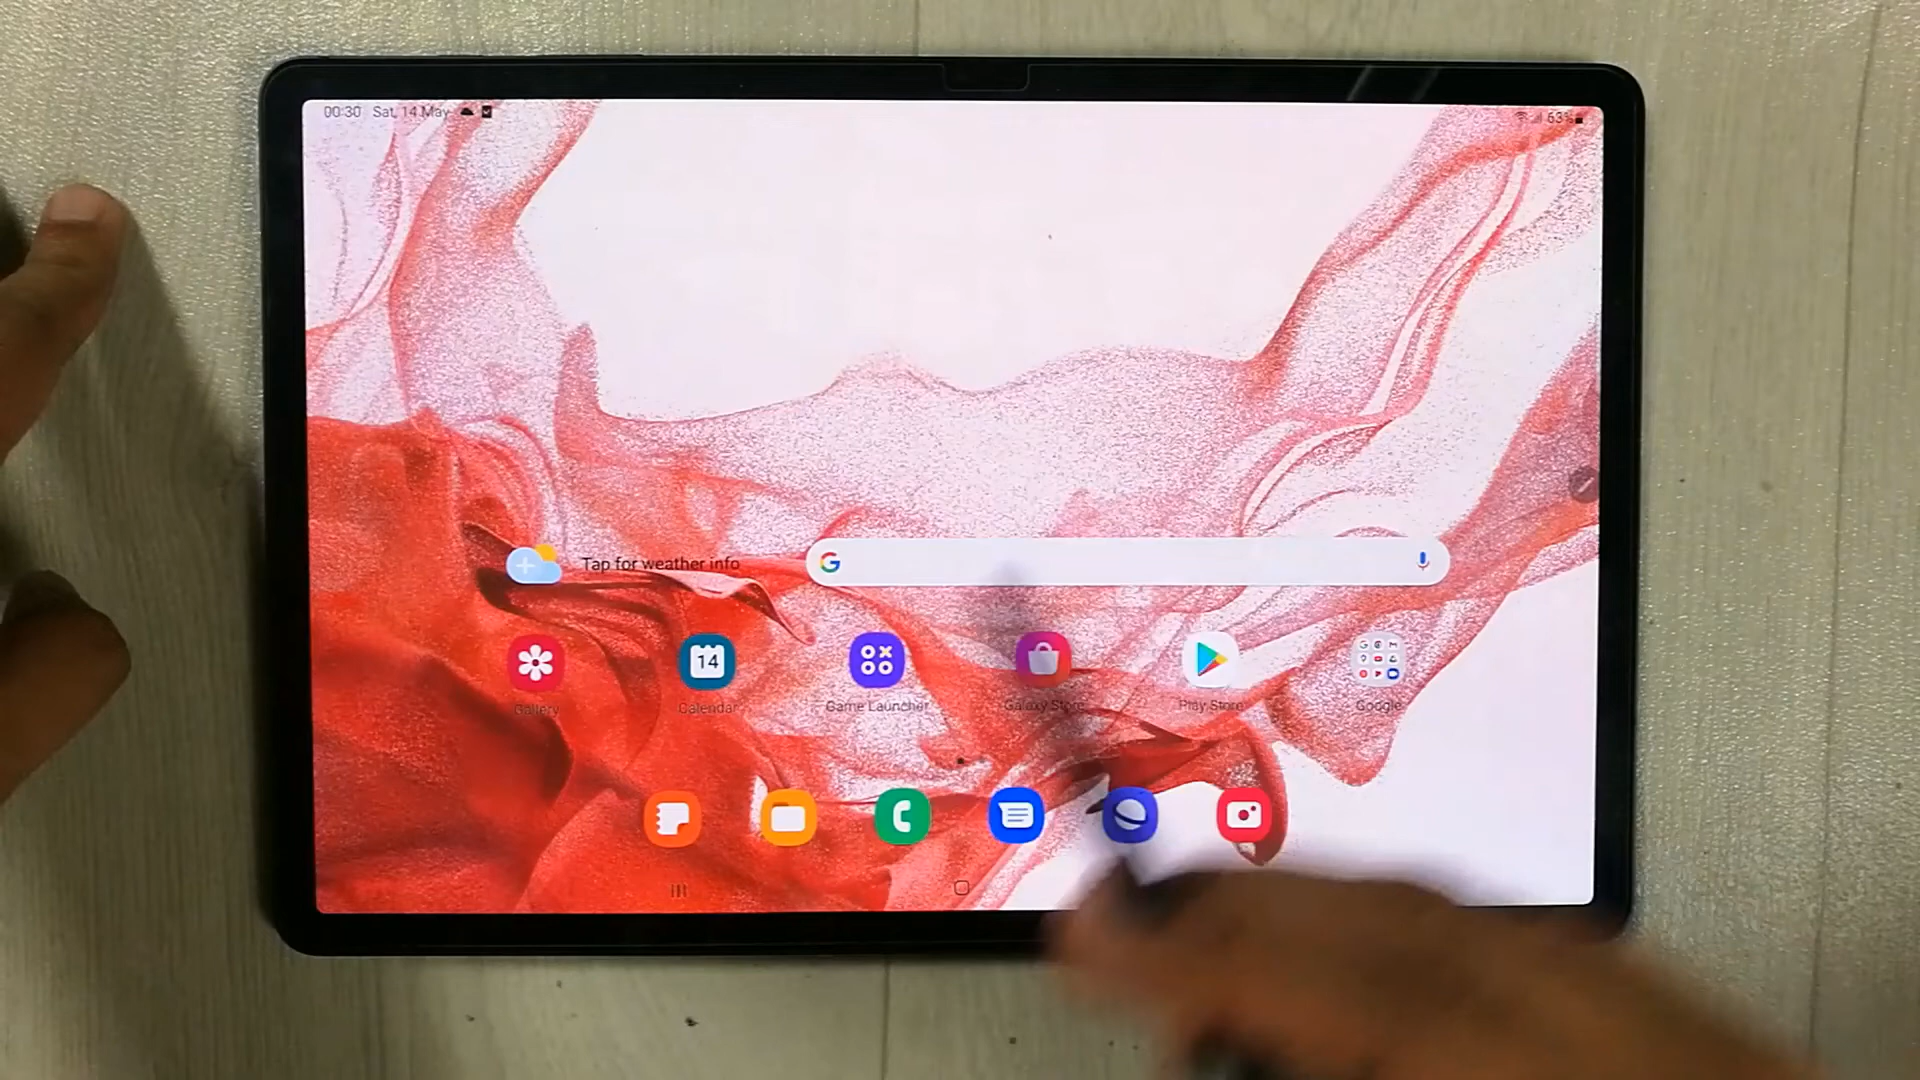 00:30 Sat, 14 May
63%
Tap for weather info
G
14
Gallery
Calendar
Game Launcher
Galaxy Store
Play Store
Google